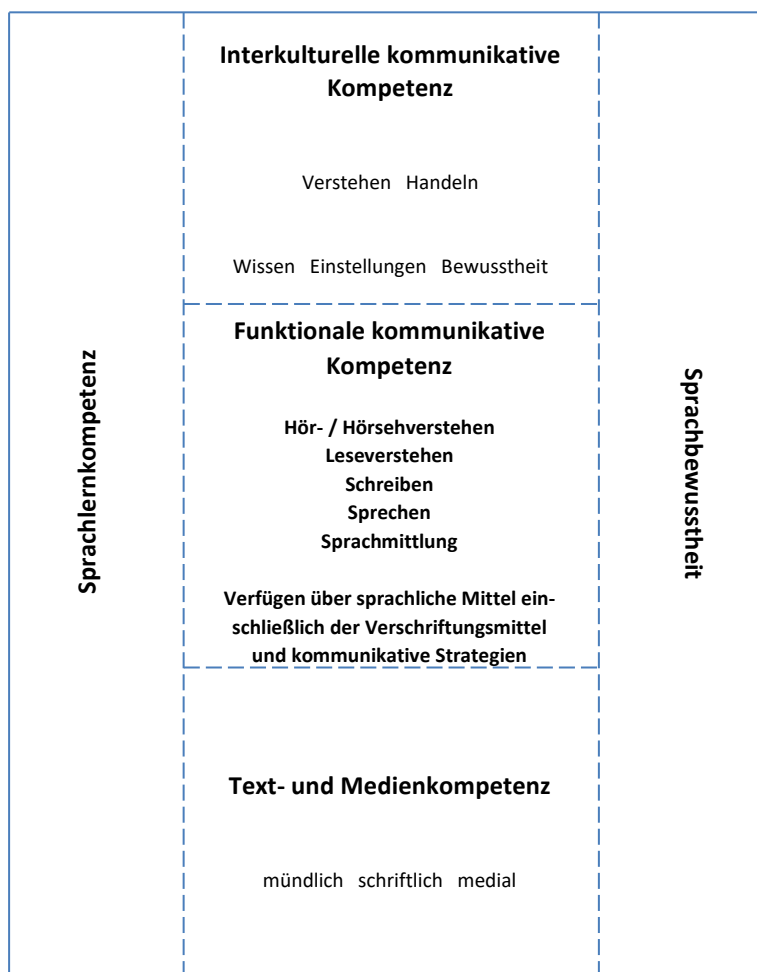 Interkulturelle kommunikative
Kompetenz
Verstehen Handeln
Wissen Einstellungen Bewusstheit
Sprachlernkompetenz
Funktionale kommunikative
Kompetenz
Hör- / Hörsehverstehen
Leseverstehen
Schreiben
Sprechen
Sprachmittlung
Verfügen über sprachliche Mittel ein-
schließlich der Verschriftungsmittel
und kommunikative Strategien
Sprachbewusstheit
Text- und Medienkompetenz
mündlich schriftlich medial